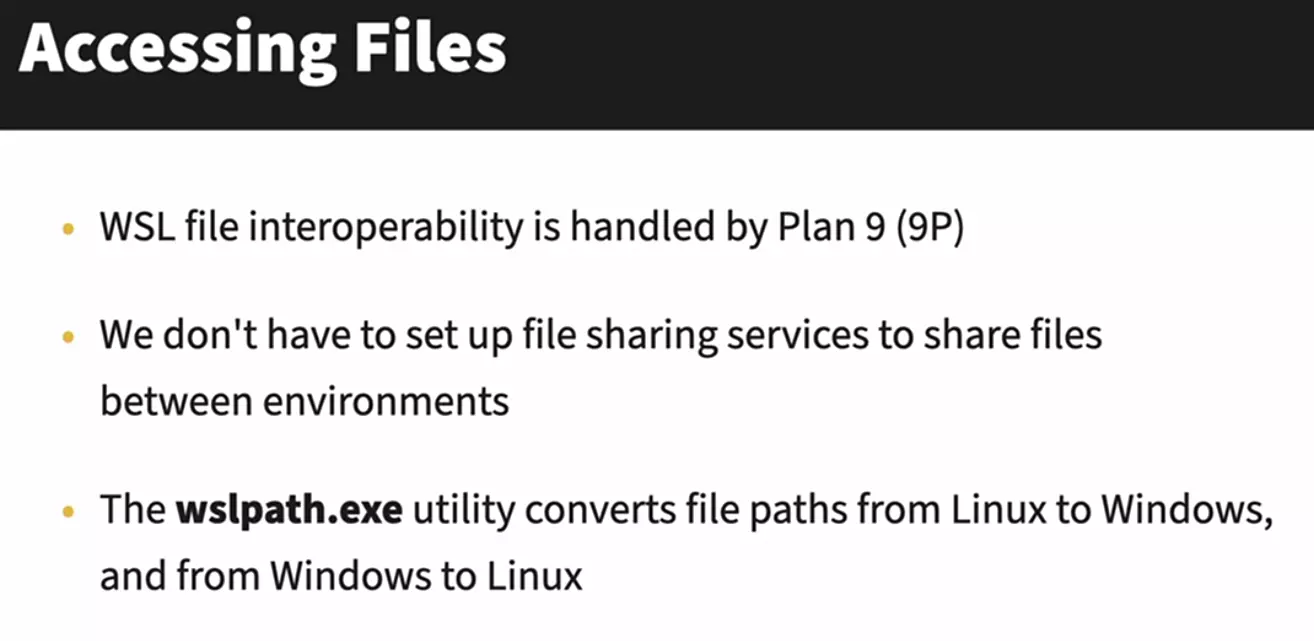 Accessing Files
• WSL file interoperability is handled by Plan 9 (9P)
• We don't have to set up file sharing services to share files
between environments
• The wslpath.exe utility converts file paths from Linux to Windows,
and from Windows to Linux